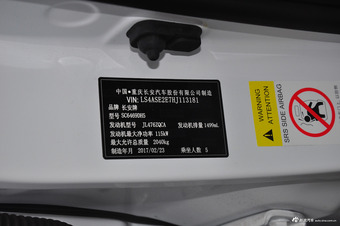 中国·重庆长安汽车股份有限公司制造
VIN: LS4ASE2E7HJ113181
品牌 长安牌
型号 SC6469DHS
发动机型号 JL476ZQCA 发动机排量 1499mL
发动机最大净功率 115kW
最大允许总质量 2040kg
制造年月 2017/02/23 乘坐人数 5
WARNING
ATTENTION
SRS SIDE AIRBAG